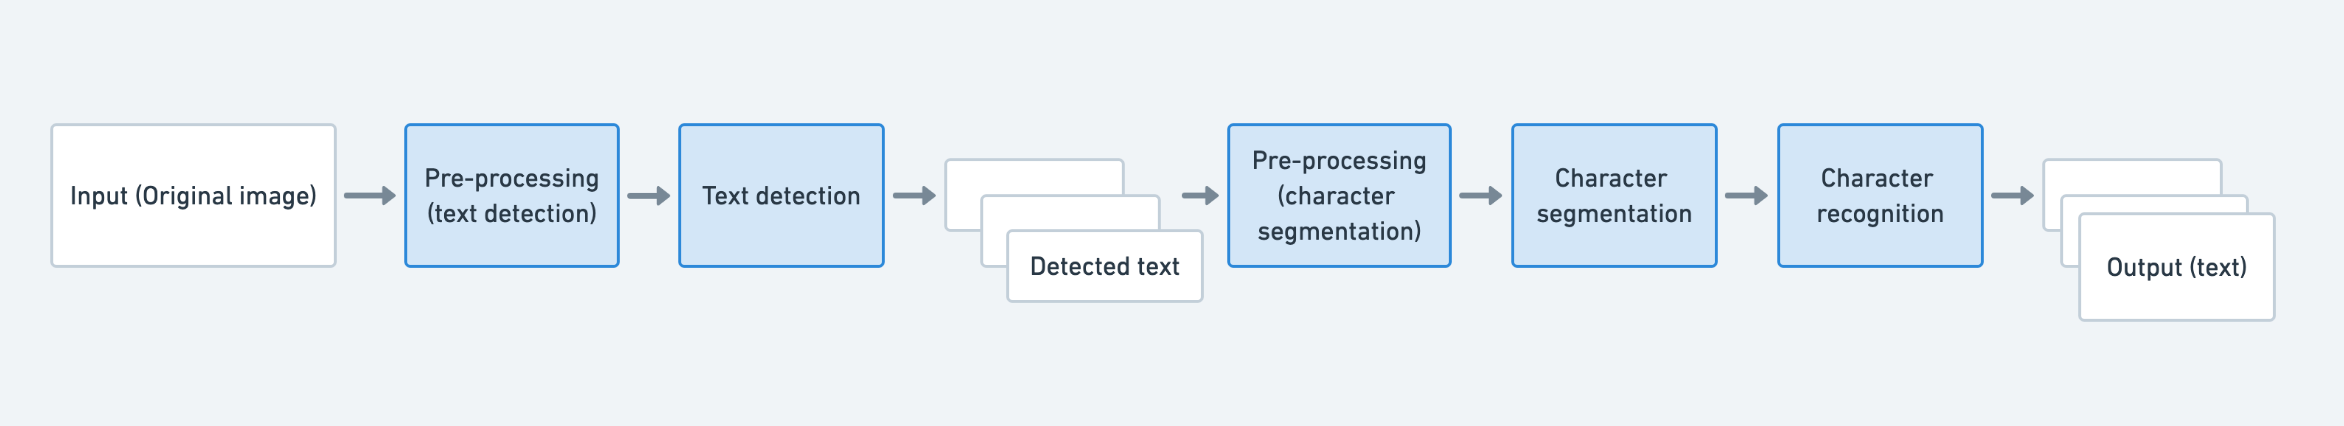 Input (Original image)
Pre-processing
(text detection)
Text detection
Detected text
Pre-processing
(character
segmentation)
Character
segmentation
Character
recognition
Output (text)